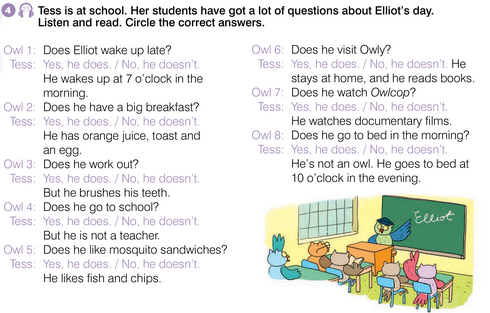 4 Tess is at school. Her students have got a lot of questions about Elliot's day.
Listen and read. Circle the correct answers.
Owl 1: Does Elliot wake up late?
Tess: Yes, he does. / No, he doesn't.
He wakes up at 7 o'clock in the
morning.
Owl 2: Does he have a big breakfast?
Tess: Yes, he does. / No, he doesn't.
He has orange juice, toast and
an egg.
Owl 3: Does he work out?
Tess: Yes, he does. / No, he doesn't.
But he brushes his teeth.
Owl 4: Does he go to school?
Tess: Yes, he does. / No, he doesn't.
But he is not a teacher.
Owl 5: Does he like mosquito sandwiches?
Tess: Yes, he does. / No, he doesn't.
He likes fish and chips.
Owl 6: Does he visit Owly?
Tess: Yes, he does. / No, he doesn't. He
stays at home, and he reads books.
Owl 7: Does he watch Owlcop?
Tess: Yes, he does. / No, he doesn't.
He watches documentary films.
Owl 8: Does he go to bed in the morning?
Tess: Yes, he does. / No, he doesn't.
He's not an owl. He goes to bed at
10 o'clock in the evening.
Elliot